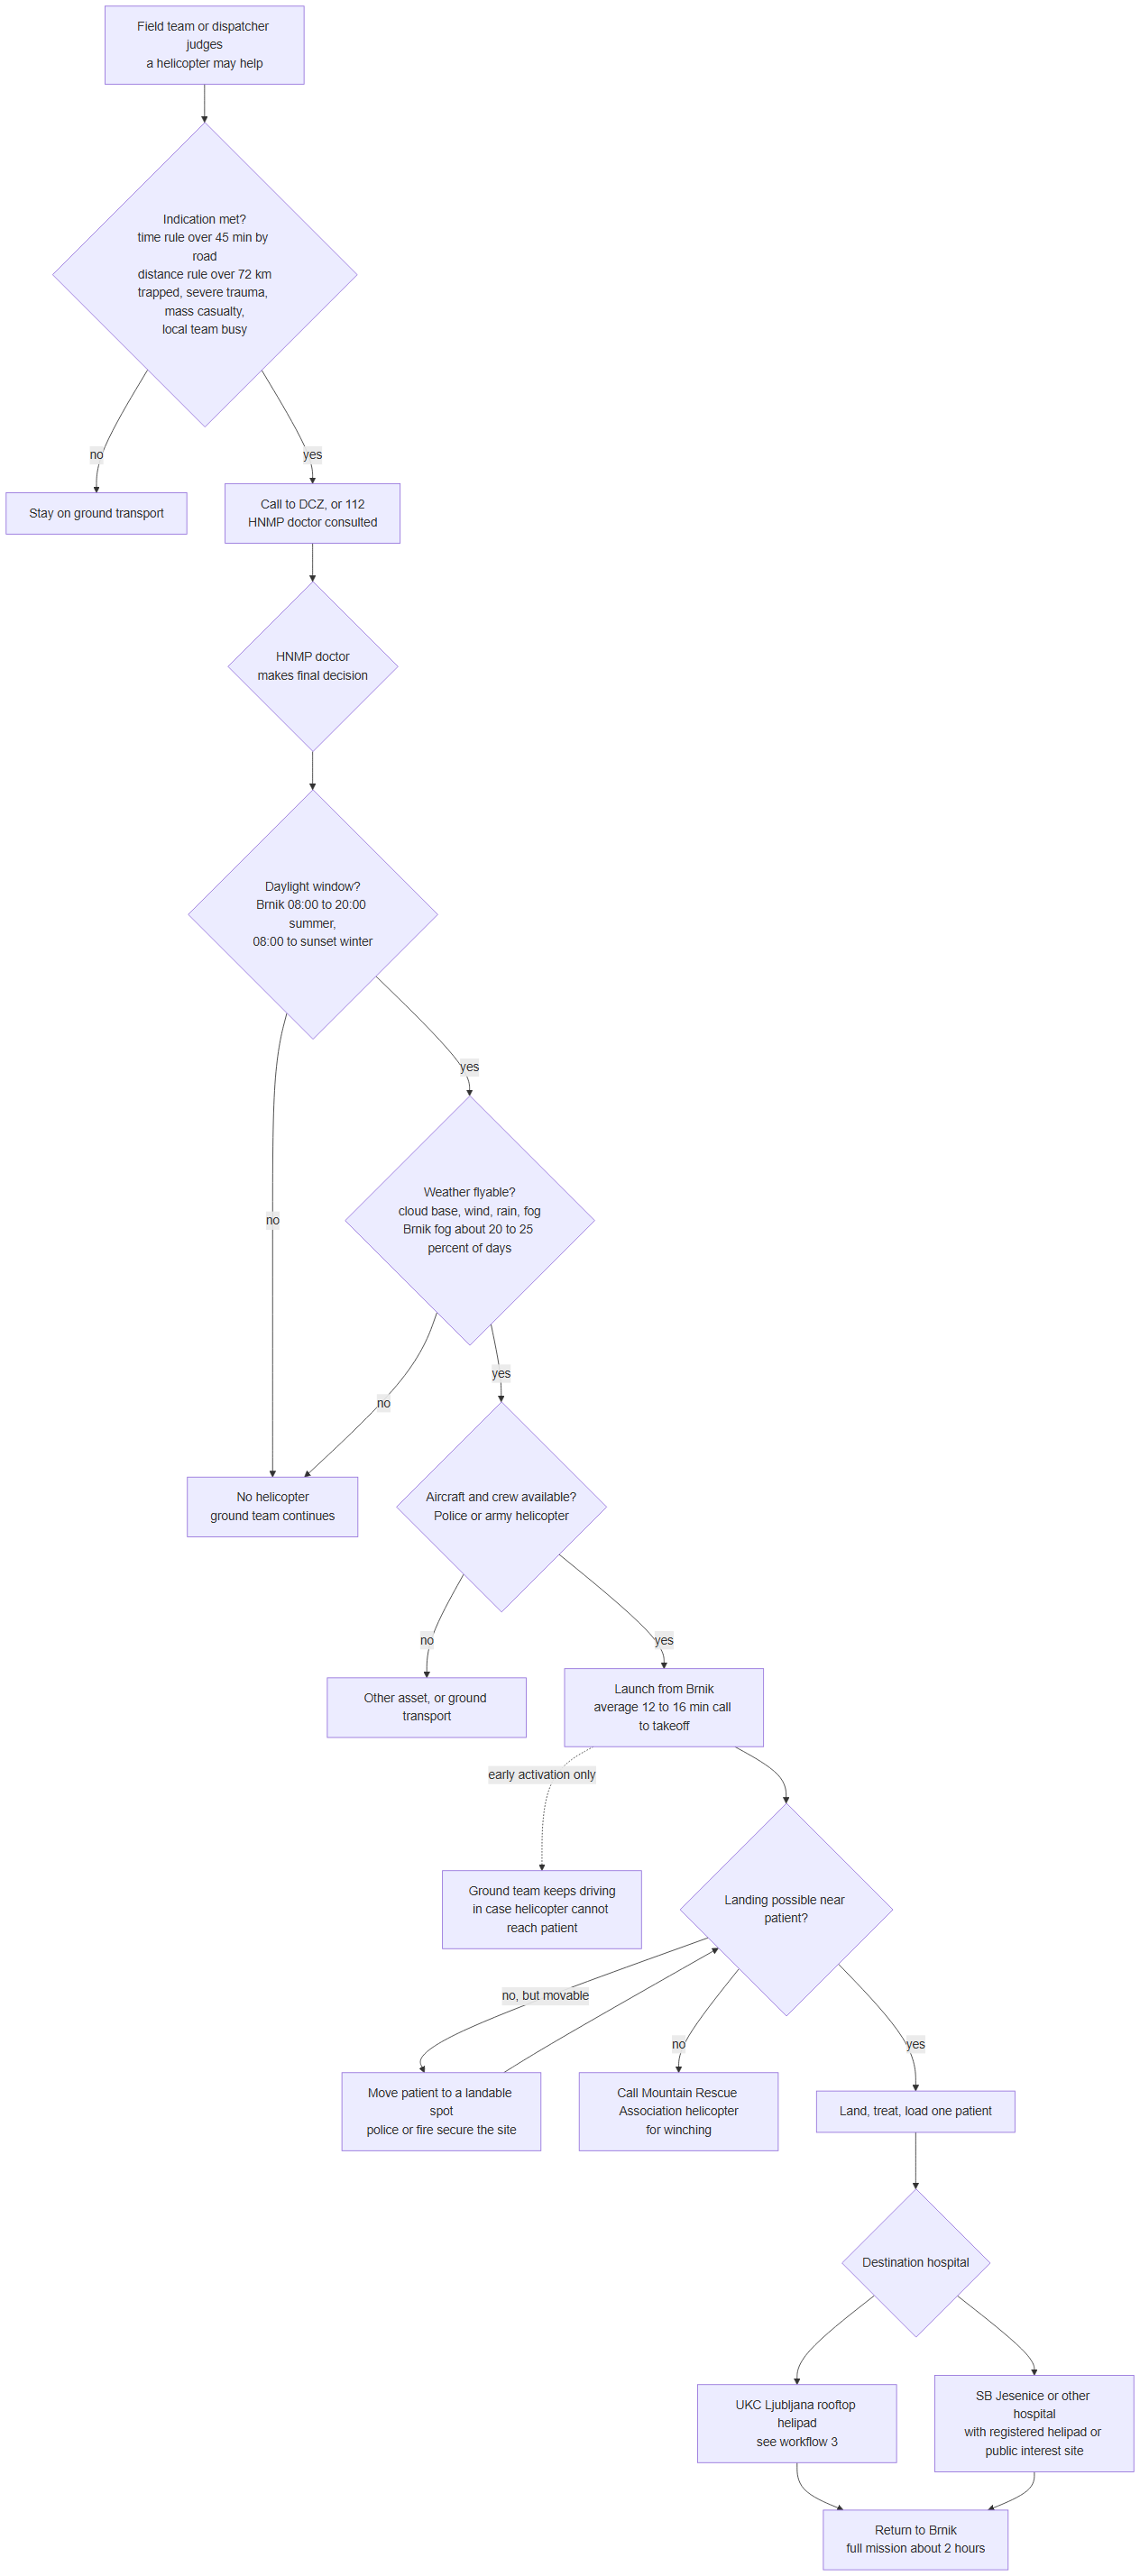 Field team or dispatcher
judges
a helicopter may help
Indication met?
time rule over 45 min by
road
distance rule over 72 km
trapped, severe trauma,
mass casualty,
local team busy
no
yes
Stay on ground transport
Call to DCZ, or 112
HNMP doctor consulted
HNMP doctor
makes final decision
Daylight window?
Brnik 08:00 to 20:00
summer,
08:00 to sunset winter
yes
no
Weather flyable?
cloud base, wind, rain, fog
Brnik fog about 20 to 25
percent of days
yes
no
No helicopter
ground team continues
Aircraft and crew available?
Police or army helicopter
no
yes
Other asset, or ground
transport
Launch from Brnik
average 12 to 16 min call
to takeoff
early activation only
Ground team keeps driving
in case helicopter cannot
reach patient
Landing possible near
patient?
no, but movable
no
yes
Move patient to a landable
spot
police or fire secure the site
Call Mountain Rescue
Association helicopter
for winching
Land, treat, load one patient
Destination hospital
UKC Ljubljana rooftop
helipad
see workflow 3
SB Jesenice or other
hospital
with registered helipad or
public interest site
Return to Brnik
full mission about 2 hours